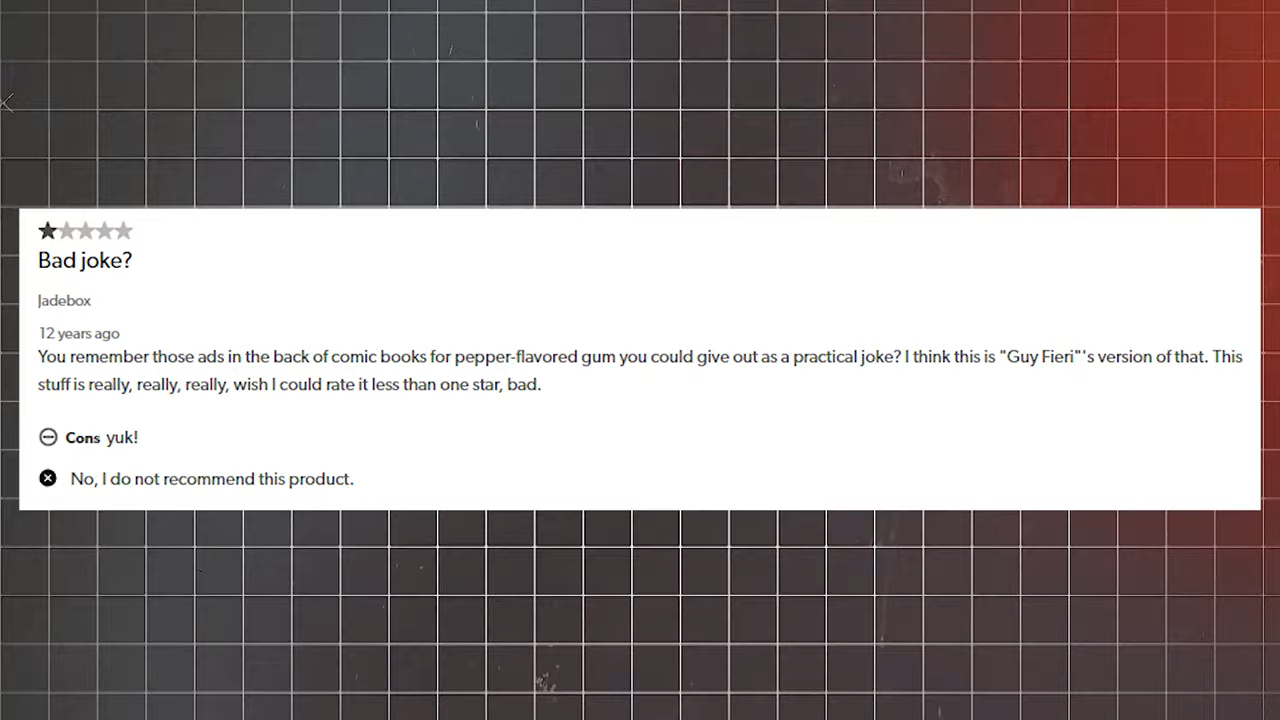 Bad joke?
Jadebox
12 years ago
You remember those ads in the back of comic books for pepper-flavored gum you could give out as a practical joke? I think this is "Guy Fieri"'s version of that. This
stuff is really, really, really, wish I could rate it less than one star, bad.
Cons yuk!
No, I do not recommend this product.